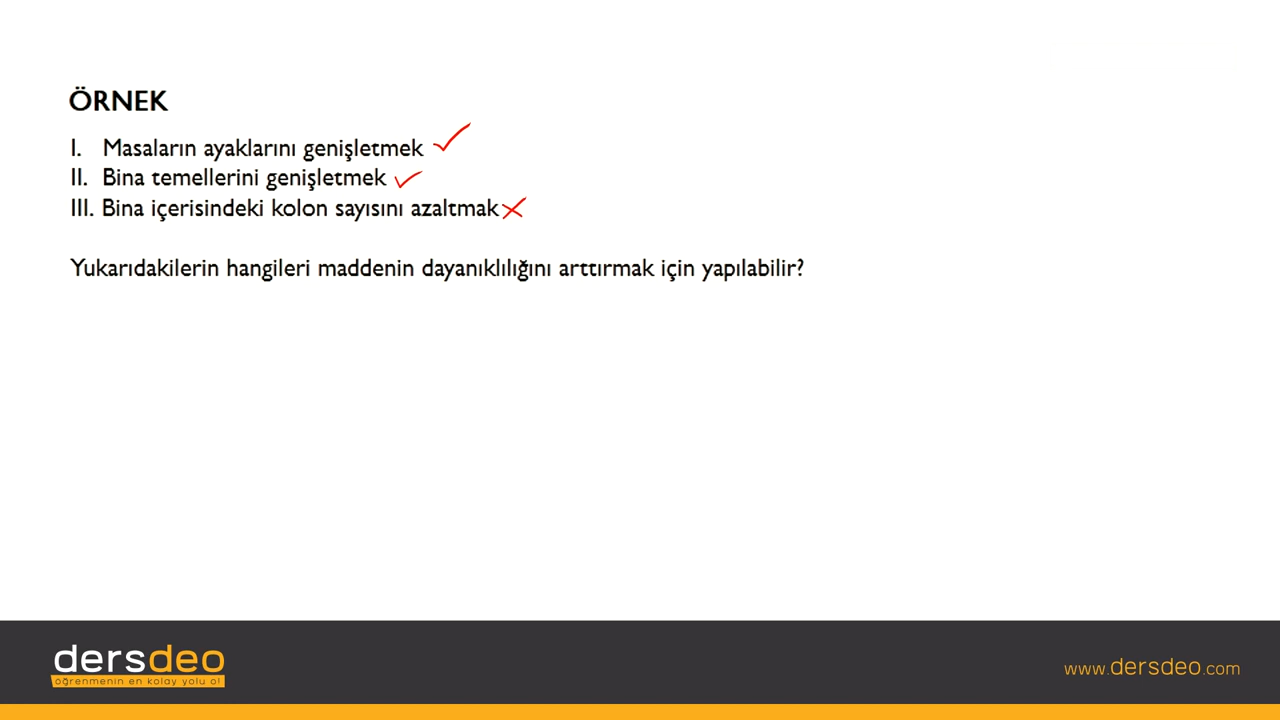 ÖRNEK
I. Masaların ayaklarını genişletmek
II. Bina temellerini genişletmek
III. Bina içerisindeki kolon sayısını azaltmak
Yukarıdakilerin hangileri maddenin dayanıklılığını arttırmak için yapılabilir?
dersdeo
öğrenmenin en kolay yolu o!
www.dersdeo.com